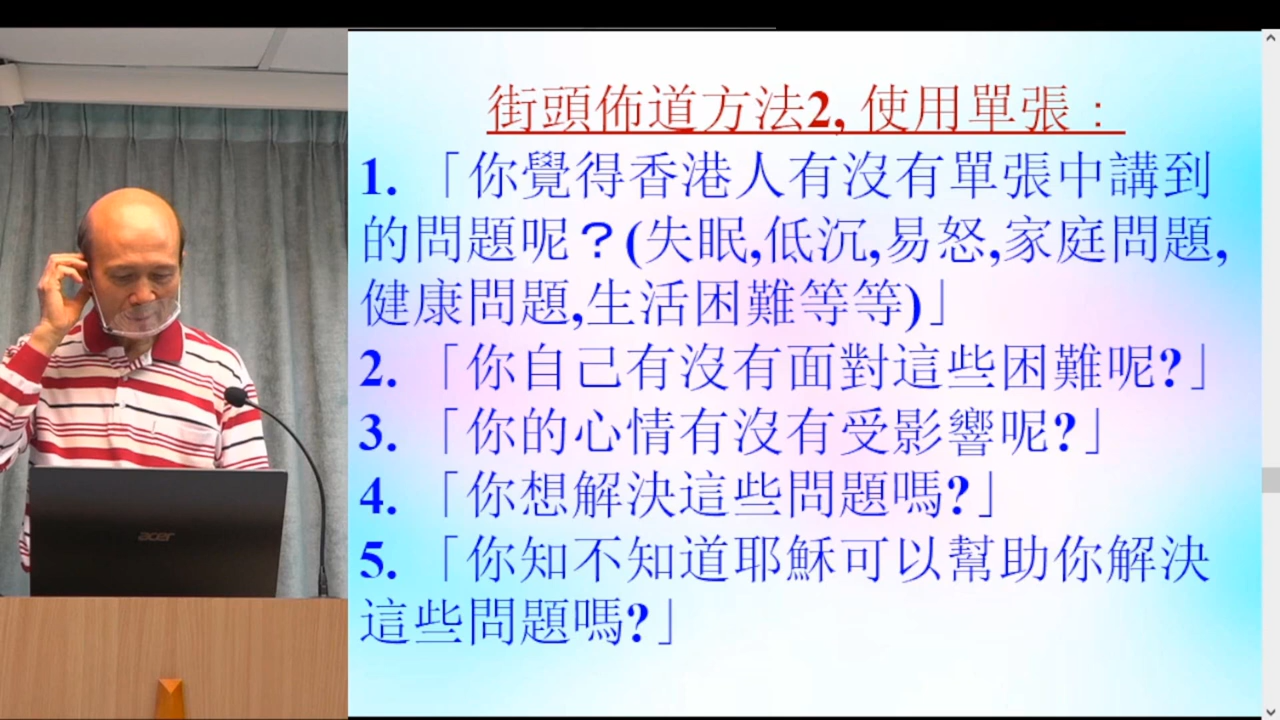 街頭佈道方法2, 使用單張：
1. 「你覺得香港人有沒有單張中講到
的問題呢？(失眠,低沉,易怒,家庭問題,
健康問題,生活困難等等)」
2. 「你自己有沒有面對這些困難呢?」
3. 「你的心情有沒有受影響呢?」
4. 「你想解決這些問題嗎?」
5. 「你知不知道耶穌可以幫助你解決
這些問題嗎?」
acer